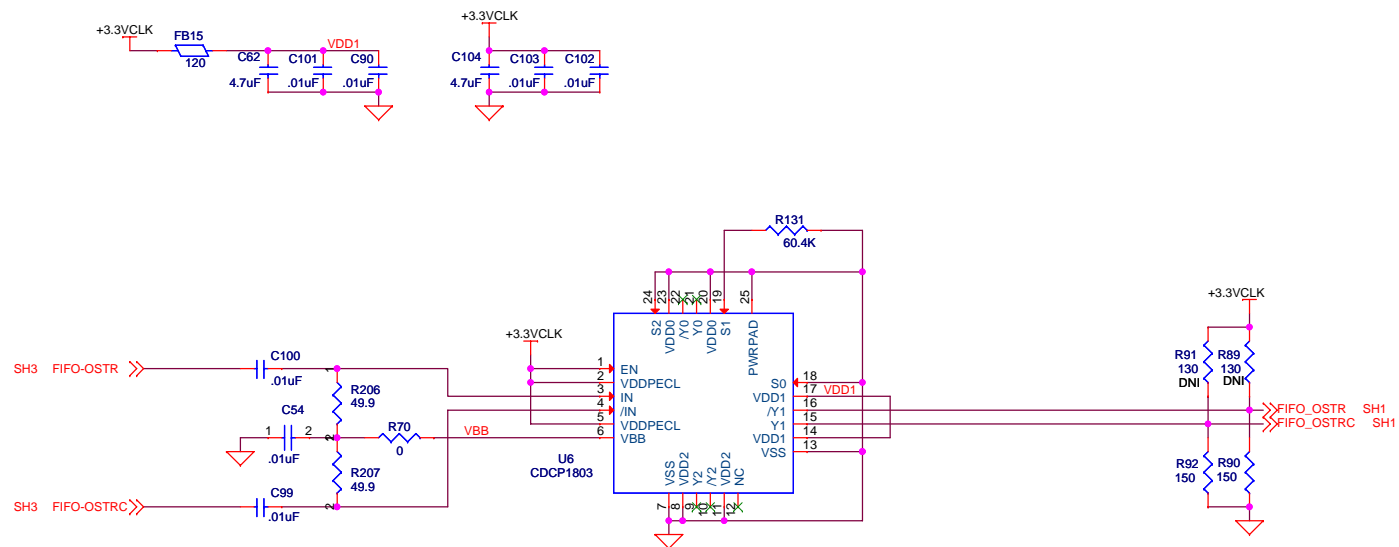 +3.3VCLK
FB15
120
VDD1
C62
4.7uF
C101
.01uF
C90
.01uF
+3.3VCLK
C104
4.7uF
C103
.01uF
C102
.01uF
R131
60.4K
24
23
22
21
20
19
25
S2
VDD0
/Y0
Y0
VDD0
S1
PWRPAD
+3.3VCLK
1 EN
2 VDDPECL
3 IN
4 /IN
5 VDDPECL
6 VBB
18 S0
17 VDD1
VDD1
16 /Y1
15 Y1
14 VDD1
13 VSS
U6
CDCP1803
VSS
VDD2
Y2
/Y2
VDD2
NC
7
8
9
10
11
12
SH3 FIFO-OSTR
C100
.01uF
1
R206
49.9
2
1 C54 2
.01uF
R70
0
VBB
2
R207
49.9
2
SH3 FIFO-OSTRC
C99
.01uF
+3.3VCLK
R91
130
DNI
R89
130
DNI
FIFO_OSTR SH1
FIFO_OSTRC SH1
R92
150
R90
150